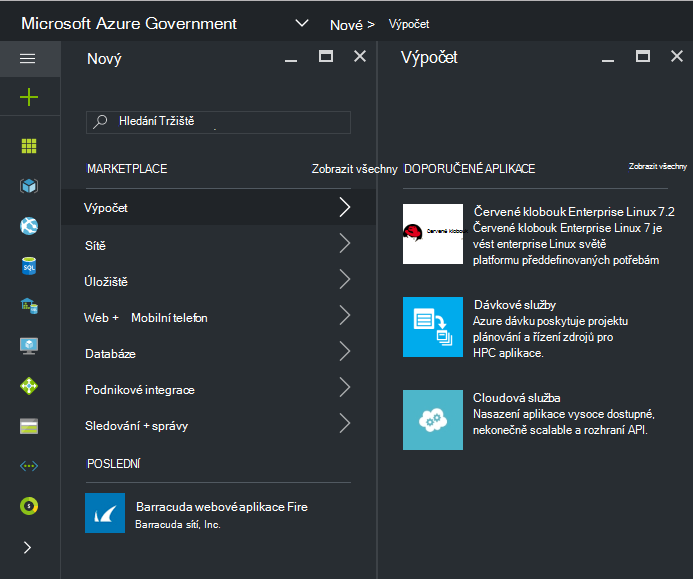 Microsoft Azure Government
Nové >
Výpočet
Nový
Hledání Tržiště
MARKETPLACE
Zobrazit všechny
Výpočet
Sítě
Úložiště
Web + Mobilní telefon
Databáze
Podnikové integrace
Sledování + správy
POSLEDNÍ
Barracuda webové aplikace Fire
Barracuda sítí, Inc.
Výpočet
DOPORUČENÉ APLIKACE
Zobrazit všechny
Červené klobouk
Červené klobouk Enterprise Linux 7.2
Červené klobouk Enterprise Linux 7 je
vést enterprise Linux světě
platformu předdefinovaných potřebám
Dávkové služby
Azure dávku poskytuje projektu
plánování a řízení zdrojů pro
HPC aplikace.
Cloudová služba
Nasazení aplikace vysoce dostupné,
nekonečně scalable a rozhraní API.
SQL